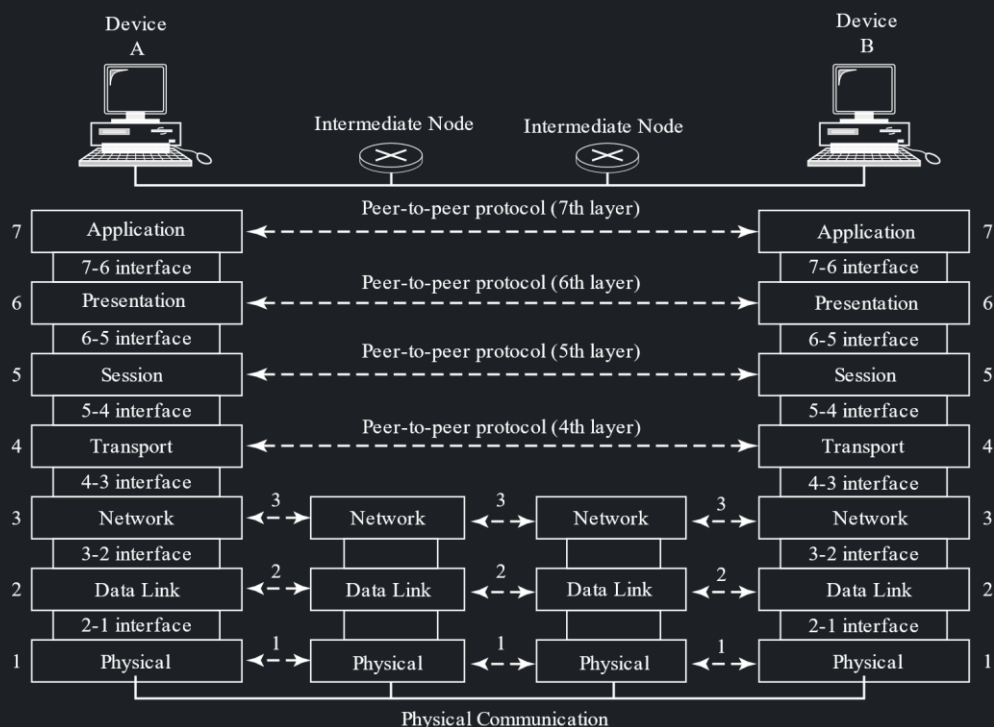 Device
A
Device
B
Intermediate Node
Intermediate Node
Peer-to-peer protocol (7th layer)
7 Application Application 7
7-6 interface 7-6 interface
Peer-to-peer protocol (6th layer)
6 Presentation Presentation 6
6-5 interface 6-5 interface
Peer-to-peer protocol (5th layer)
5 Session Session 5
5-4 interface 5-4 interface
Peer-to-peer protocol (4th layer)
4 Transport Transport 4
4-3 interface 4-3 interface
3 3 3
3 Network Network Network Network 3
3-2 interface 3-2 interface
2 2 2
2 Data Link Data Link Data Link Data Link 2
2-1 interface 2-1 interface
1 1 1
1 Physical Physical Physical Physical 1
Physical Communication